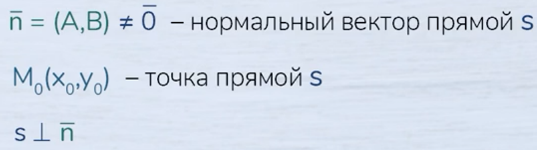 n̅ = (A,B) ≠ 0̅ – нормальный вектор прямой s
M₀(x₀,y₀) – точка прямой s
s ⊥ n̅